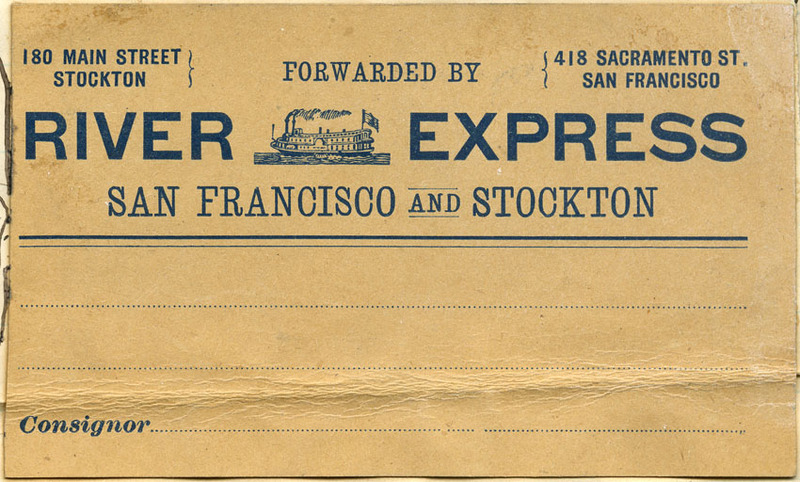 180 MAIN STREET
STOCKTON
FORWARDED BY
418 SACRAMENTO ST.
SAN FRANCISCO
RIVER EXPRESS
SAN FRANCISCO AND STOCKTON
Consignor